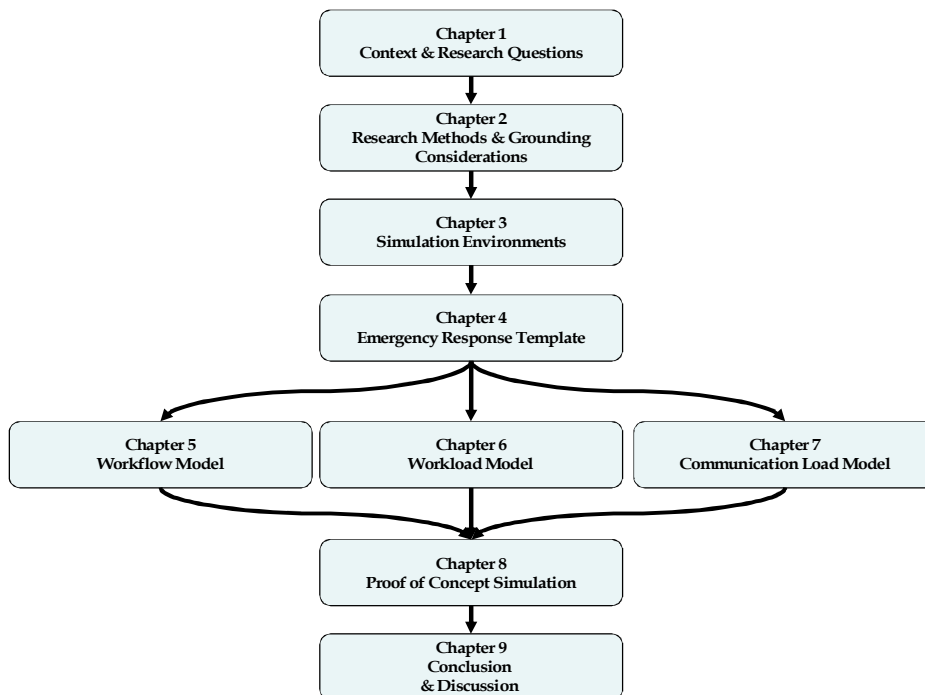 Chapter 1
Context & Research Questions
Chapter 2
Research Methods & Grounding
Considerations
Chapter 3
Simulation Environments
Chapter 4
Emergency Response Template
Chapter 5
Workflow Model
Chapter 6
Workload Model
Chapter 7
Communication Load Model
Chapter 8
Proof of Concept Simulation
Chapter 9
Conclusion
& Discussion